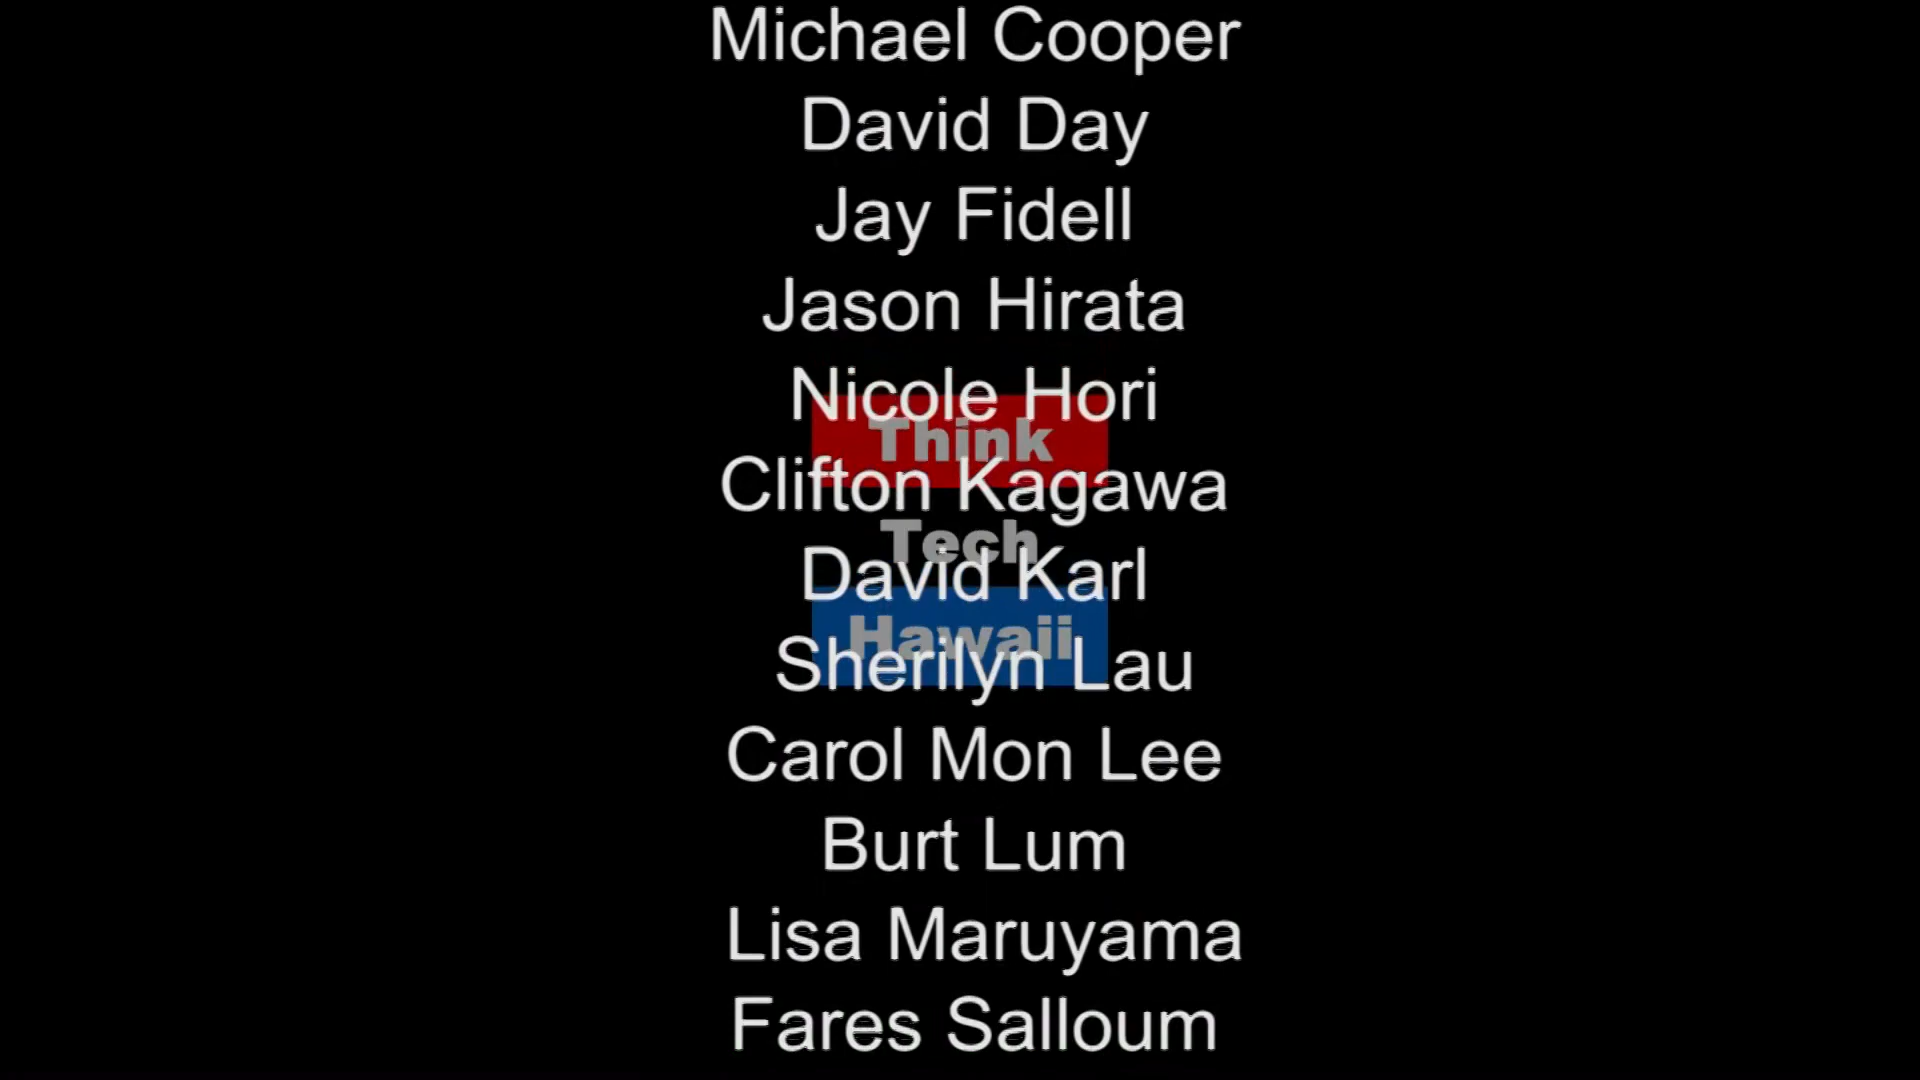 Michael Cooper
David Day
Jay Fidell
Jason Hirata
Nicole Hori
Think
Clifton Kagawa
Tech
David Karl
Hawaii
Sherilyn Lau
Carol Mon Lee
Burt Lum
Lisa Maruyama
Fares Salloum